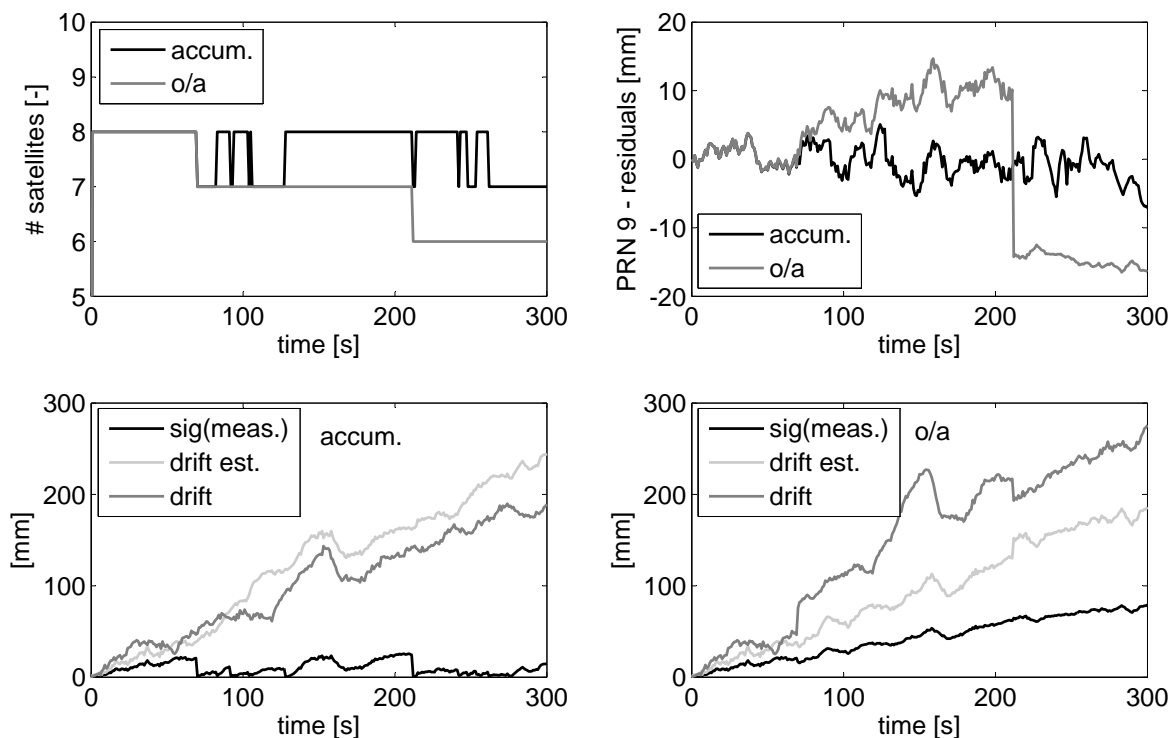 # satellites [-]
10
9
8
7
6
5
accum.
o/a
0
100
200
300
time [s]
PRN 9 - residuals [mm]
20
10
0
-10
-20
accum.
o/a
0
100
200
300
time [s]
[mm]
300
200
100
0
sig(meas.)
drift est.
drift
accum.
0
100
200
300
time [s]
[mm]
300
200
100
0
sig(meas.)
drift est.
drift
o/a
0
100
200
300
time [s]